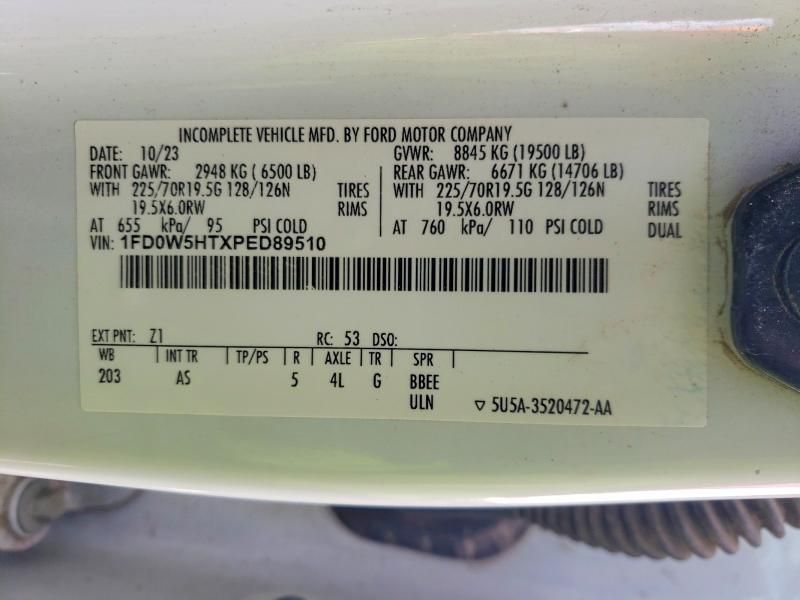 INCOMPLETE VEHICLE MFD. BY FORD MOTOR COMPANY
DATE: 10/23 GVWR: 8845 KG (19500 LB)
FRONT GAWR: 2948 KG ( 6500 LB) REAR GAWR: 6671 KG (14706 LB)
WITH 225/70R19.5G 128/126N TIRES WITH 225/70R19.5G 128/126N TIRES
19.5X6.0RW RIMS 19.5X6.0RW RIMS
AT 655 kPa/ 95 PSI COLD AT 760 kPa/ 110 PSI COLD DUAL
VIN: 1FD0W5HTXPED89510
EXT PNT: Z1 RC: 53 DSO:
WB INT TR TP/PS R AXLE TR SPR
203 AS 5 4L G BBEE
ULN ▽ 5U5A-3520472-AA